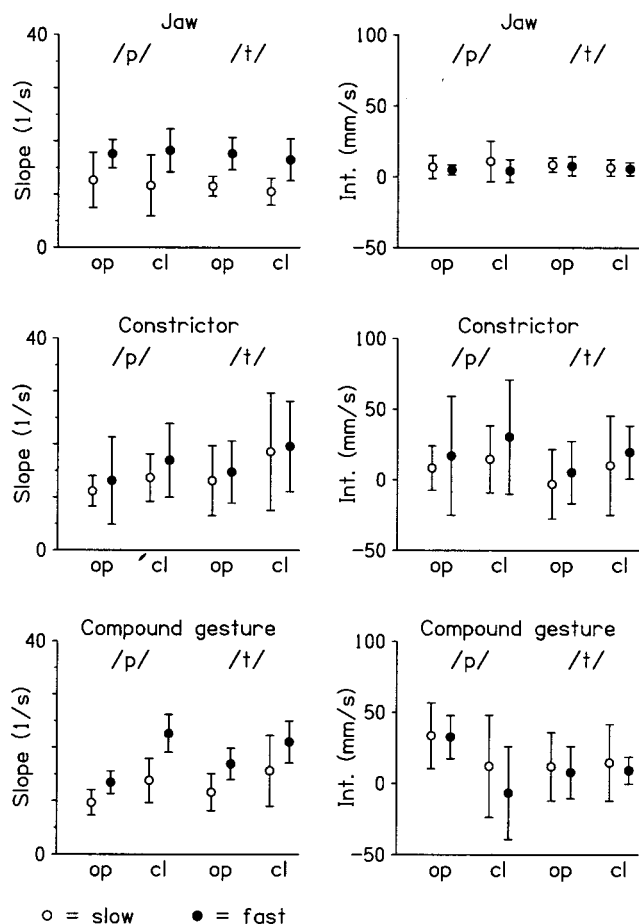 Jaw
/p/ /t/
40
Slope (1/s)
0
op cl op cl
Jaw
/p/ /t/
100
50
Int. (mm/s)
0
-50
op cl op cl
Constrictor
/p/ /t/
40
Slope (1/s)
0
op cl op cl
Constrictor
/p/ /t/
100
50
Int. (mm/s)
0
-50
op cl op cl
Compound gesture
/p/ /t/
40
Slope (1/s)
0
op cl op cl
Compound gesture
/p/ /t/
100
50
Int. (mm/s)
0
-50
op cl op cl
○ = slow ● = fast